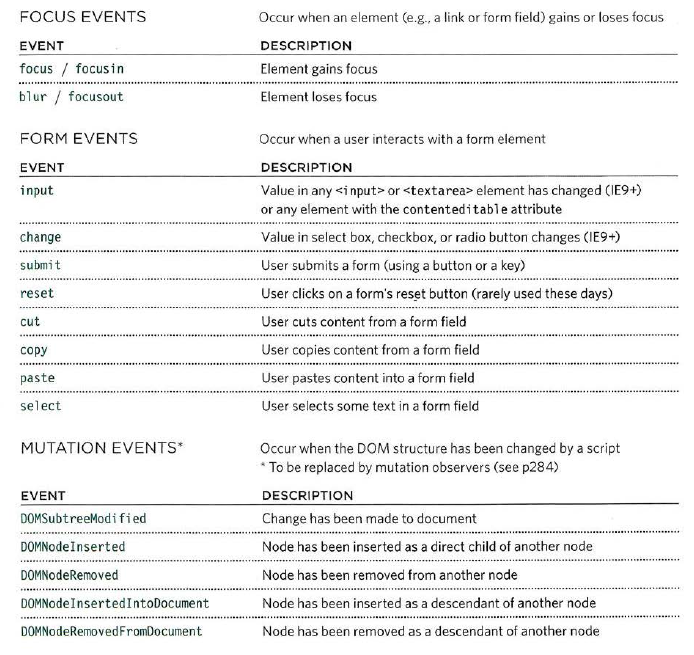 FOCUS EVENTS Occur when an element (e.g., a link or form field) gains or loses focus
EVENT DESCRIPTION
focus / focusin Element gains focus
blur / focusout Element loses focus
FORM EVENTS Occur when a user interacts with a form element
EVENT DESCRIPTION
input Value in any <input> or <textarea> element has changed (IE9+)
or any element with the contenteditable attribute
change Value in select box, checkbox, or radio button changes (IE9+)
submit User submits a form (using a button or a key)
reset User clicks on a form's reset button (rarely used these days)
cut User cuts content from a form field
copy User copies content from a form field
paste User pastes content into a form field
select User selects some text in a form field
MUTATION EVENTS* Occur when the DOM structure has been changed by a script
* To be replaced by mutation observers (see p284)
EVENT DESCRIPTION
DOMSubtreeModified Change has been made to document
DOMNodeInserted Node has been inserted as a direct child of another node
DOMNodeRemoved Node has been removed from another node
DOMNodeInsertedIntoDocument Node has been inserted as a descendant of another node
DOMNodeRemovedFromDocument Node has been removed as a descendant of another node